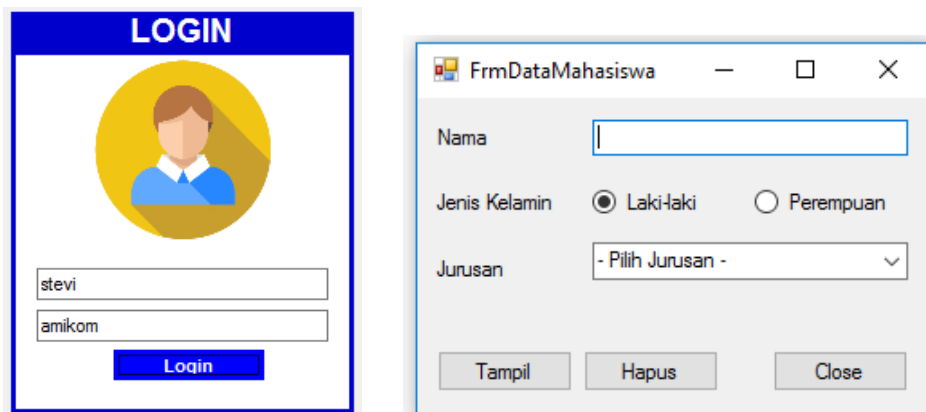 LOGIN
stevi
amikom
Login
FrmDataMahasiswa
Nama
Jenis Kelamin Laki-laki Perempuan
Jurusan - Pilih Jurusan -
Tampil Hapus Close